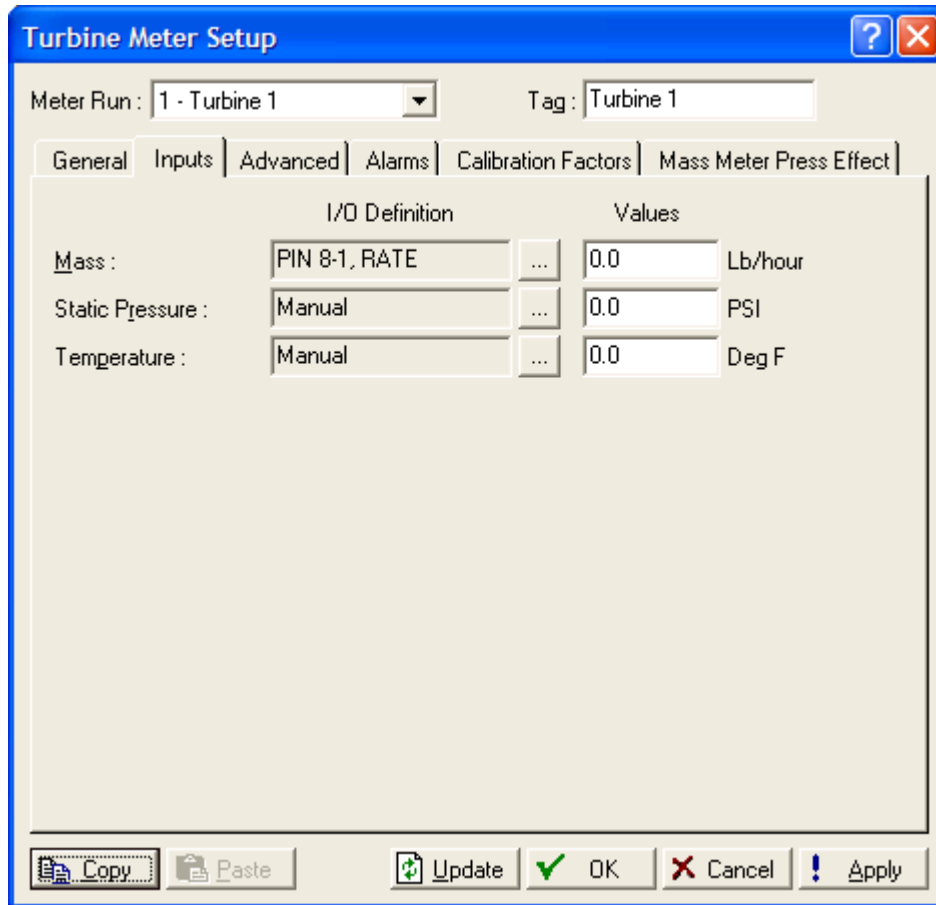 Turbine Meter Setup
Meter Run : 1 - Turbine 1 Tag : Turbine 1
General Inputs Advanced Alarms Calibration Factors Mass Meter Press Effect
I/O Definition Values
Mass : PIN 8-1, RATE ... 0.0 Lb/hour
Static Pressure : Manual ... 0.0 PSI
Temperature : Manual ... 0.0 Deg F
Copy Paste Update OK Cancel ! Apply